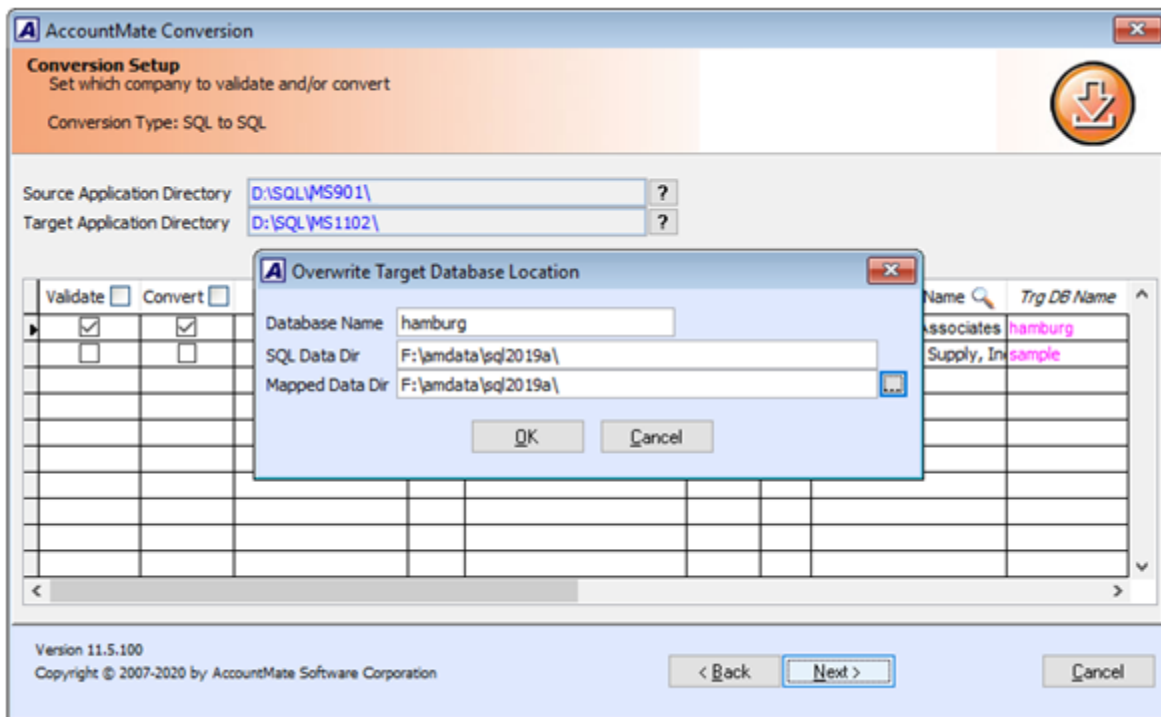 AccountMate Conversion
Conversion Setup
Set which company to validate and/or convert
Conversion Type: SQL to SQL
Source Application Directory D:\SQL\MS901\ ?
Target Application Directory D:\SQL\MS1102\ ?
Overwrite Target Database Location
Database Name hamburg
SQL Data Dir F:\amdata\sql2019a\
Mapped Data Dir F:\amdata\sql2019a\ ...
OK Cancel
Validate Convert Name Trg DB Name
Associates hamburg
Supply, In sample
Version 11.5.100
Copyright © 2007-2020 by AccountMate Software Corporation
< Back Next > Cancel